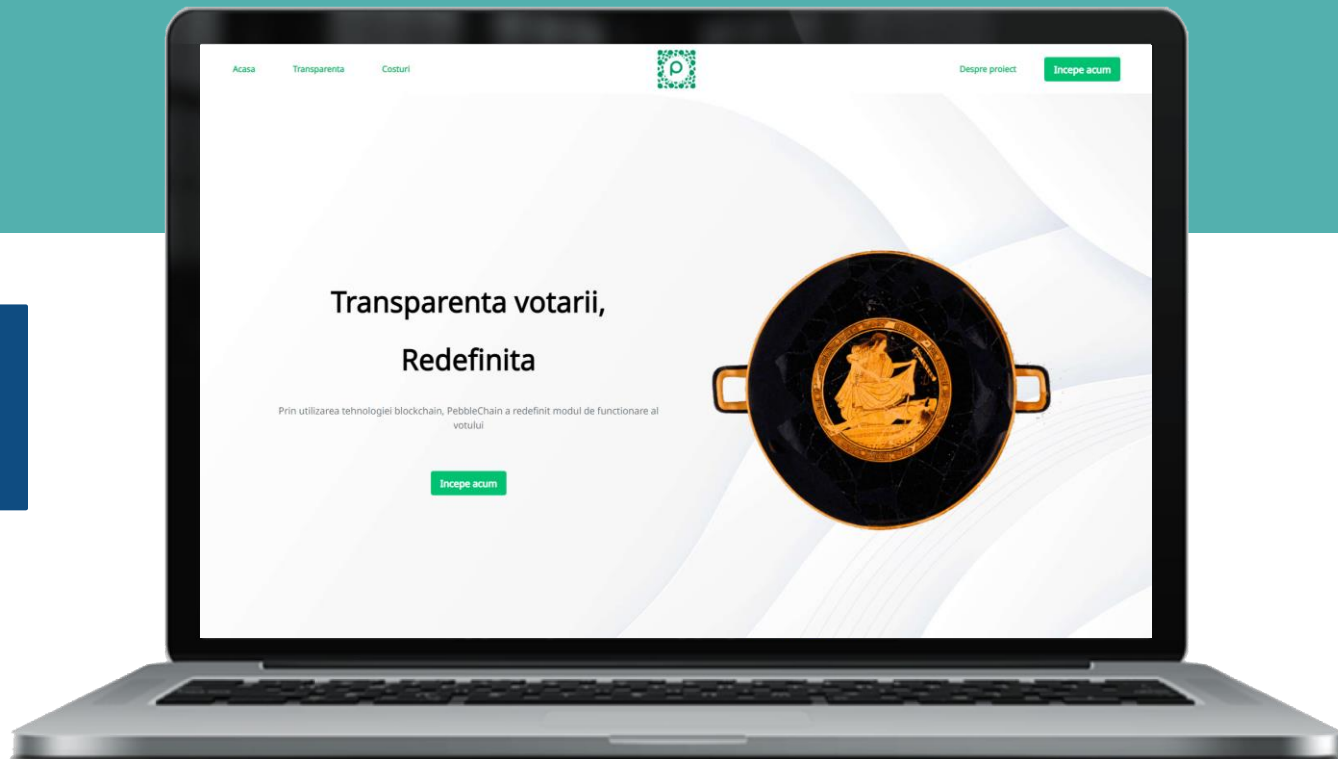 Acasa
Transparenta
Costuri
Despre proiect
Incepe acum
Transparenta votarii,
Redefinita
Prin utilizarea tehnologiei blockchain, PebbleChain a redefinit modul de functionare al
votului
Incepe acum